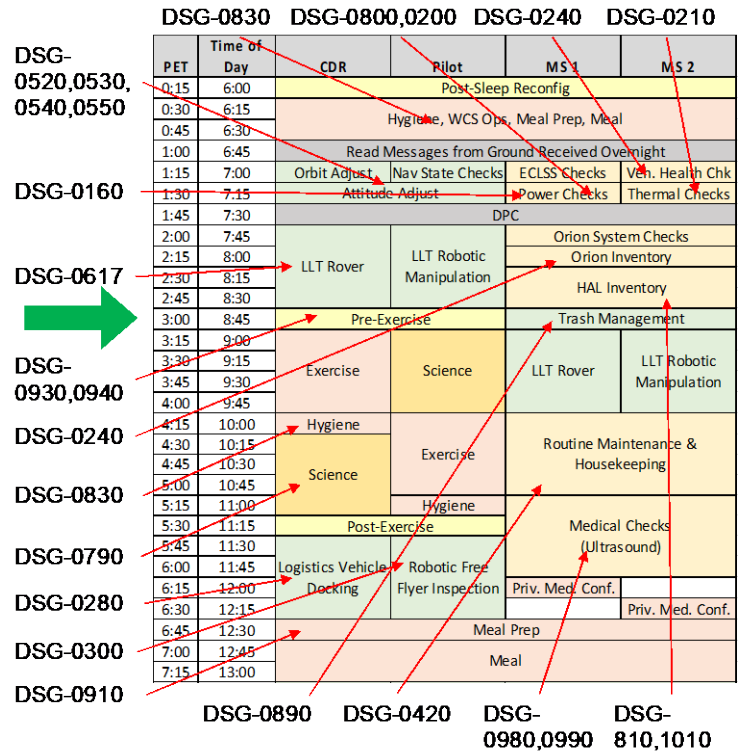 DSG-0830 DSG-0800,0200 DSG-0240 DSG-0210
DSG-
0520,0530,
0540,0550
DSG-0160
DSG-0617
DSG-
0930,0940
DSG-0240
DSG-0830
DSG-0790
DSG-0280
DSG-0300
DSG-0910
PET Time of Day CDR Pilot MS 1 MS 2
0:15 6:00 Post-Sleep Reconfig
0:30 6:15 Hygiene, WCS Ops, Meal Prep, Meal
0:45 6:30
1:00 6:45 Read Messages from Ground Received Overnight
1:15 7:00 Orbit Adjust Nav State Checks ECLSS Checks Veh. Health Chk
1:30 7:15 Attitude Adjust Power Checks Thermal Checks
1:45 7:30 DPC
2:00 7:45 LLT Rover LLT Robotic Manipulation Orion System Checks
2:15 8:00 Orion Inventory
2:30 8:15 HAL Inventory
2:45 8:30
3:00 8:45 Pre-Exercise Trash Management
3:15 9:00 Exercise Science LLT Rover LLT Robotic Manipulation
3:30 9:15
3:45 9:30
4:00 9:45
4:15 10:00 Hygiene Exercise Routine Maintenance & Housekeeping
4:30 10:15 Science
4:45 10:30
5:00 10:45
5:15 11:00 Hygiene Medical Checks (Ultrasound)
5:30 11:15 Post-Exercise
5:45 11:30 Logistics Vehicle Docking Robotic Free Flyer Inspection
6:00 11:45
6:15 12:00 Priv. Med. Conf.
6:30 12:15 Priv. Med. Conf.
6:45 12:30 Meal Prep
7:00 12:45 Meal
7:15 13:00
DSG-0890 DSG-0420 DSG-
0980,0990 DSG-
810,1010